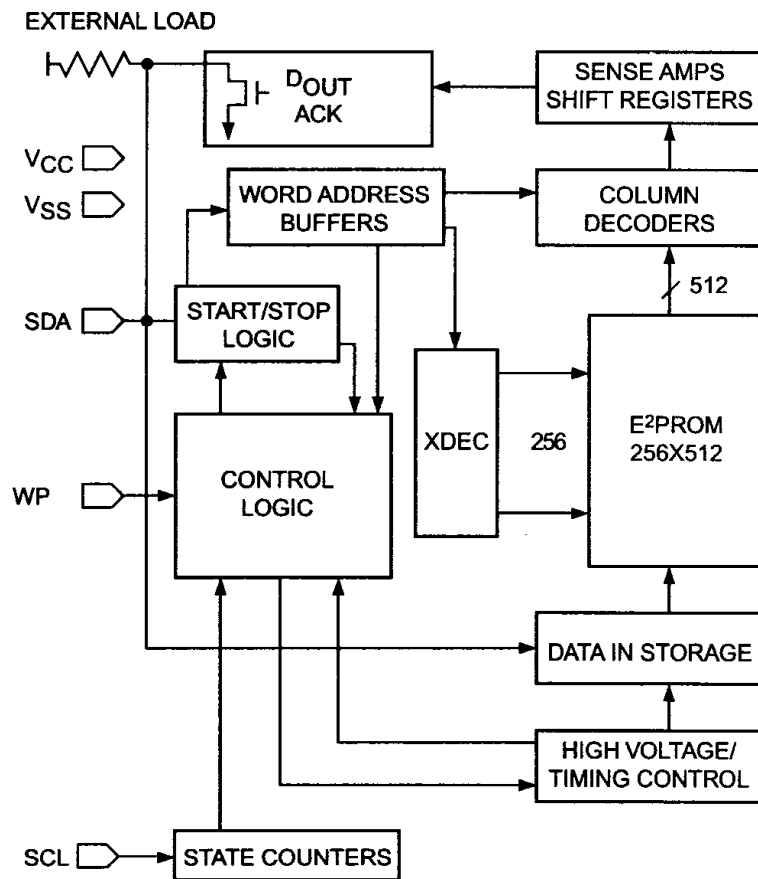 EXTERNAL LOAD
DOUT
ACK
SENSE AMPS
SHIFT REGISTERS
VCC
VSS
WORD ADDRESS
BUFFERS
COLUMN
DECODERS
512
SDA
START/STOP
LOGIC
XDEC
256
E²PROM
256X512
WP
CONTROL
LOGIC
DATA IN STORAGE
HIGH VOLTAGE/
TIMING CONTROL
SCL
STATE COUNTERS